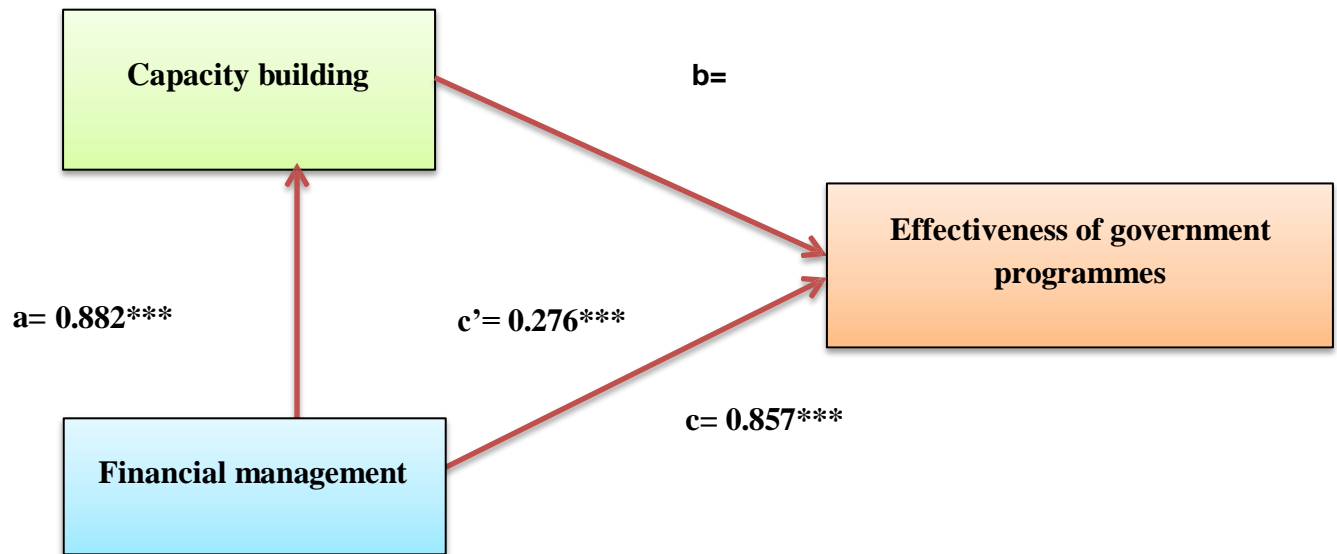 Capacity building
b=
Effectiveness of government
programmes
a= 0.882***
c’= 0.276***
c= 0.857***
Financial management